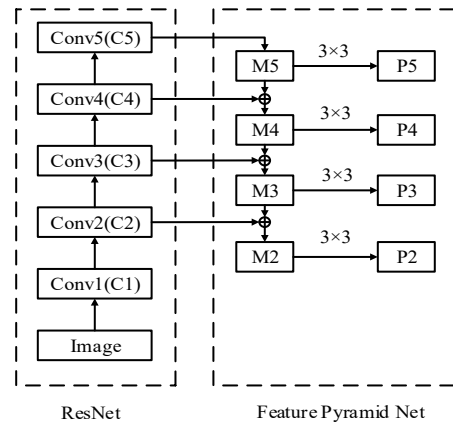 Conv5(C5)
Conv4(C4)
Conv3(C3)
Conv2(C2)
Conv1(C1)
Image
ResNet
M5
3×3
P5
M4
3×3
P4
M3
3×3
P3
M2
3×3
P2
Feature Pyramid Net